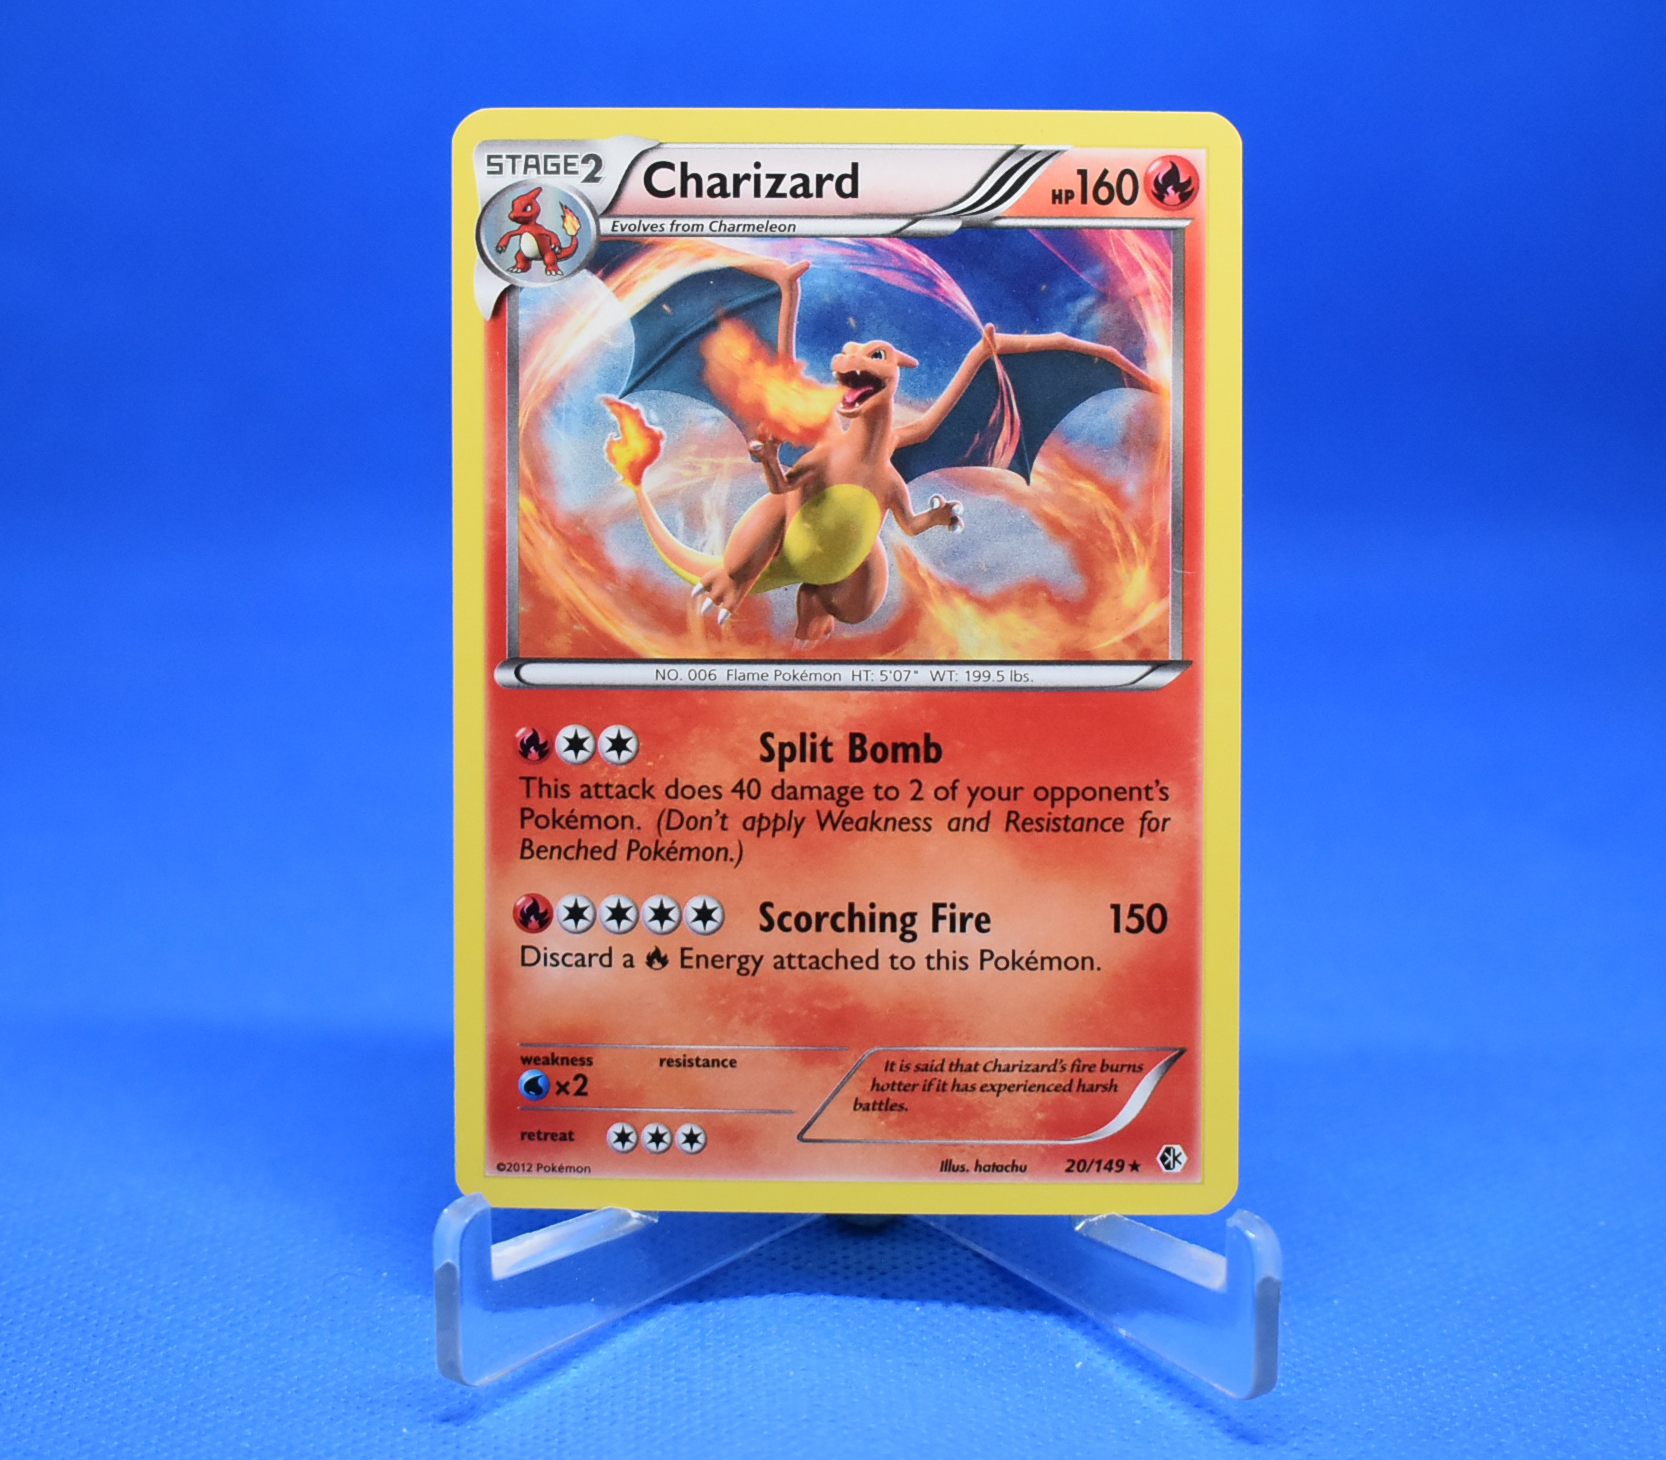 STAGE2
Charizard
HP160
Evolves from Charmeleon
NO. 006 Flame Pokémon HT: 5'07" WT: 199.5 lbs.
Split Bomb
This attack does 40 damage to 2 of your opponent's
Pokémon. (Don't apply Weakness and Resistance for
Benched Pokémon.)
Scorching Fire 150
Discard a Energy attached to this Pokémon.
weakness resistance
×2
It is said that Charizard's fire burns
hotter if it has experienced harsh
battles.
retreat
©2012 Pokémon Illus. hatachu 20/149 ★